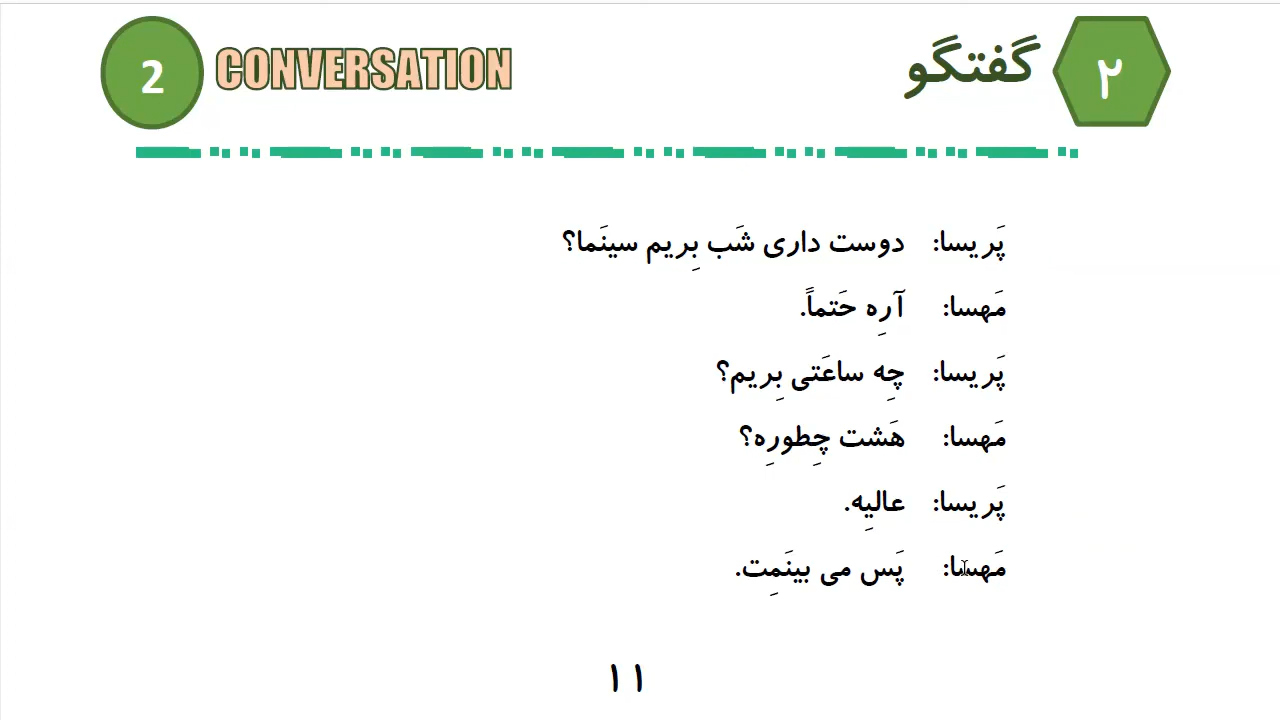 2 CONVERSATION
گفتگو ۲
پَریسا: دوست داری شَب بِریم سینَما؟
مَهسا: آرِه حَتماً.
پَریسا: چِه ساعَتی بِریم؟
مَهسا: هَشت چِطورِه؟
پَریسا: عالیِه.
مَهسا: پَس می بینَمِت.
۱۱